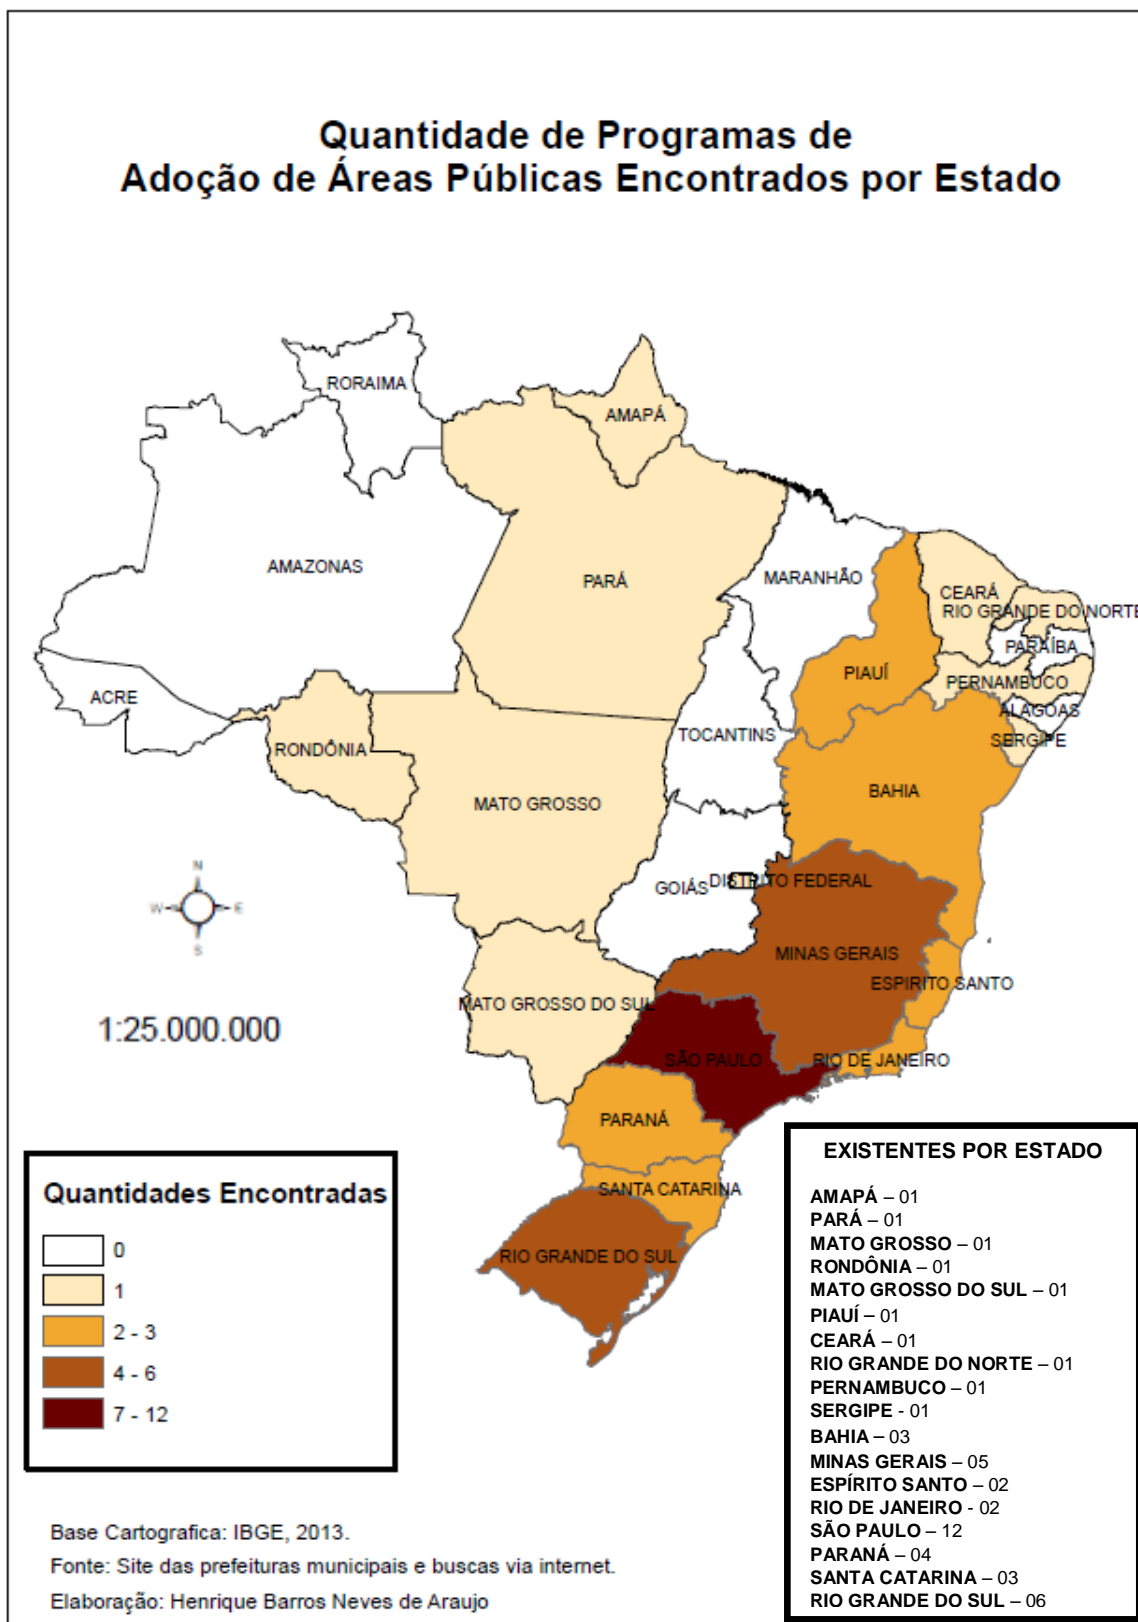 Quantidade de Programas de
Adoção de Áreas Públicas Encontrados por Estado
RORAIMA
AMAPÁ
AMAZONAS
PARÁ
MARANHÃO
CEARÁ
RIO GRANDE DO NORTE
PARAÍBA
PIAUÍ
PERNAMBUCO
ACRE
ALAGOAS
TOCANTINS
SERGIPE
RONDÔNIA
BAHIA
MATO GROSSO
GOIÁS
DISTRITO FEDERAL
N
W
E
S
MINAS GERAIS
ESPIRITO SANTO
MATO GROSSO DO SUL
1:25.000.000
SÃO PAULO
RIO DE JANEIRO
PARANÁ
SANTA CATARINA
RIO GRANDE DO SUL
Quantidades Encontradas
0
1
2 - 3
4 - 6
7 - 12
EXISTENTES POR ESTADO
AMAPÁ – 01
PARÁ – 01
MATO GROSSO – 01
RONDÔNIA – 01
MATO GROSSO DO SUL – 01
PIAUÍ – 01
CEARÁ – 01
RIO GRANDE DO NORTE – 01
PERNAMBUCO – 01
SERGIPE - 01
BAHIA – 03
MINAS GERAIS – 05
ESPÍRITO SANTO – 02
RIO DE JANEIRO - 02
SÃO PAULO – 12
PARANÁ – 04
SANTA CATARINA – 03
RIO GRANDE DO SUL – 06
Base Cartografica: IBGE, 2013.
Fonte: Site das prefeituras municipais e buscas via internet.
Elaboração: Henrique Barros Neves de Araujo